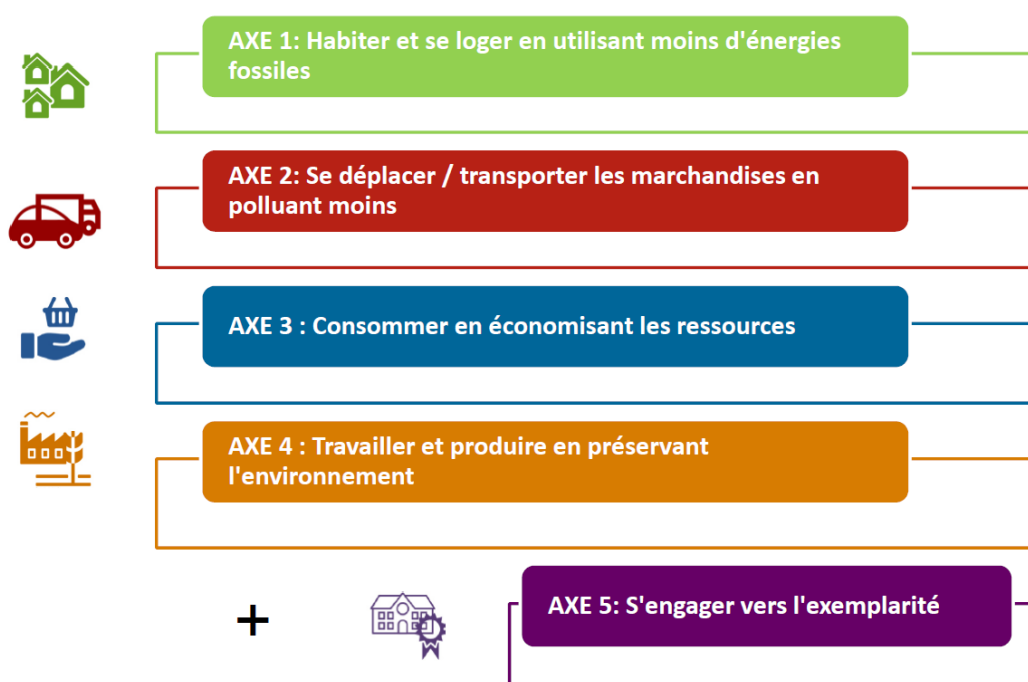 AXE 1: Habiter et se loger en utilisant moins d'énergies
fossiles
AXE 2: Se déplacer / transporter les marchandises en
polluant moins
AXE 3 : Consommer en économisant les ressources
AXE 4 : Travailler et produire en préservant
l'environnement
+
AXE 5: S'engager vers l'exemplarité